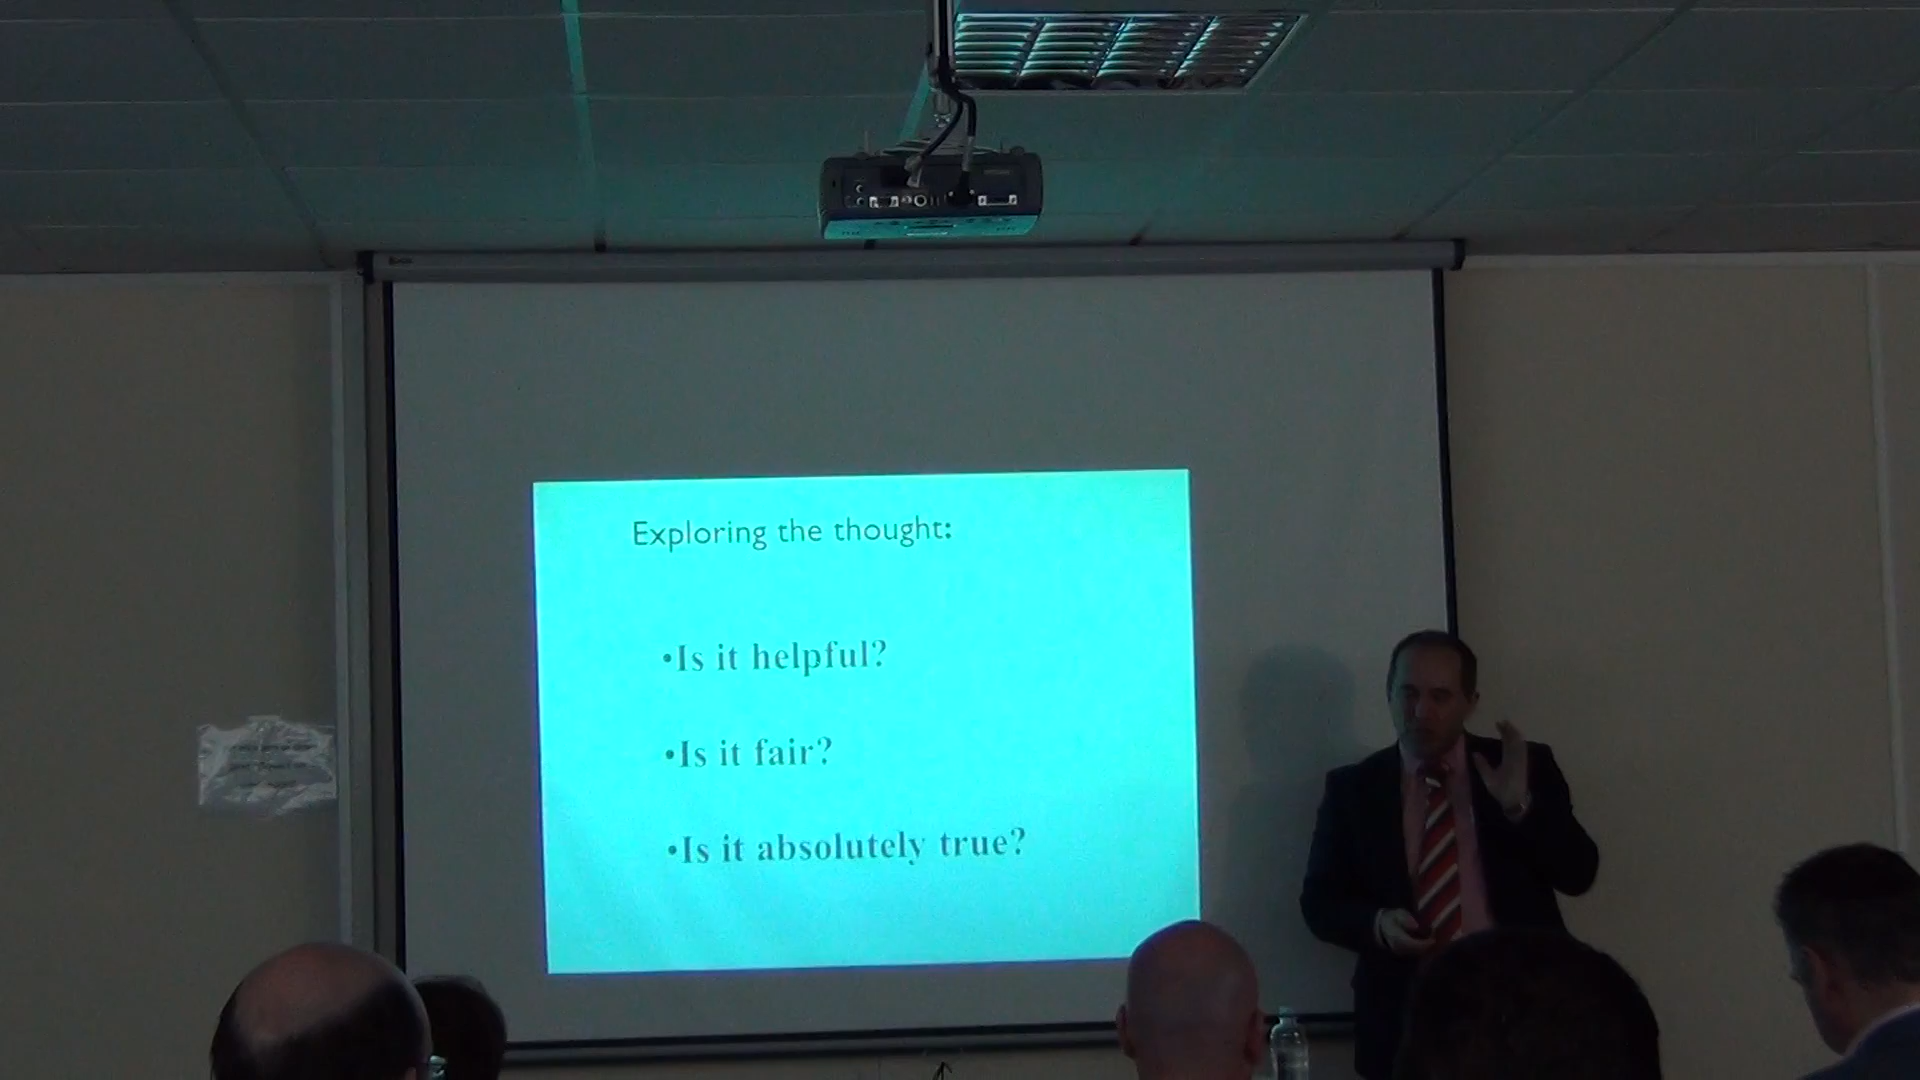 Exploring the thought:
•Is it helpful?
•Is it fair?
•Is it absolutely true?